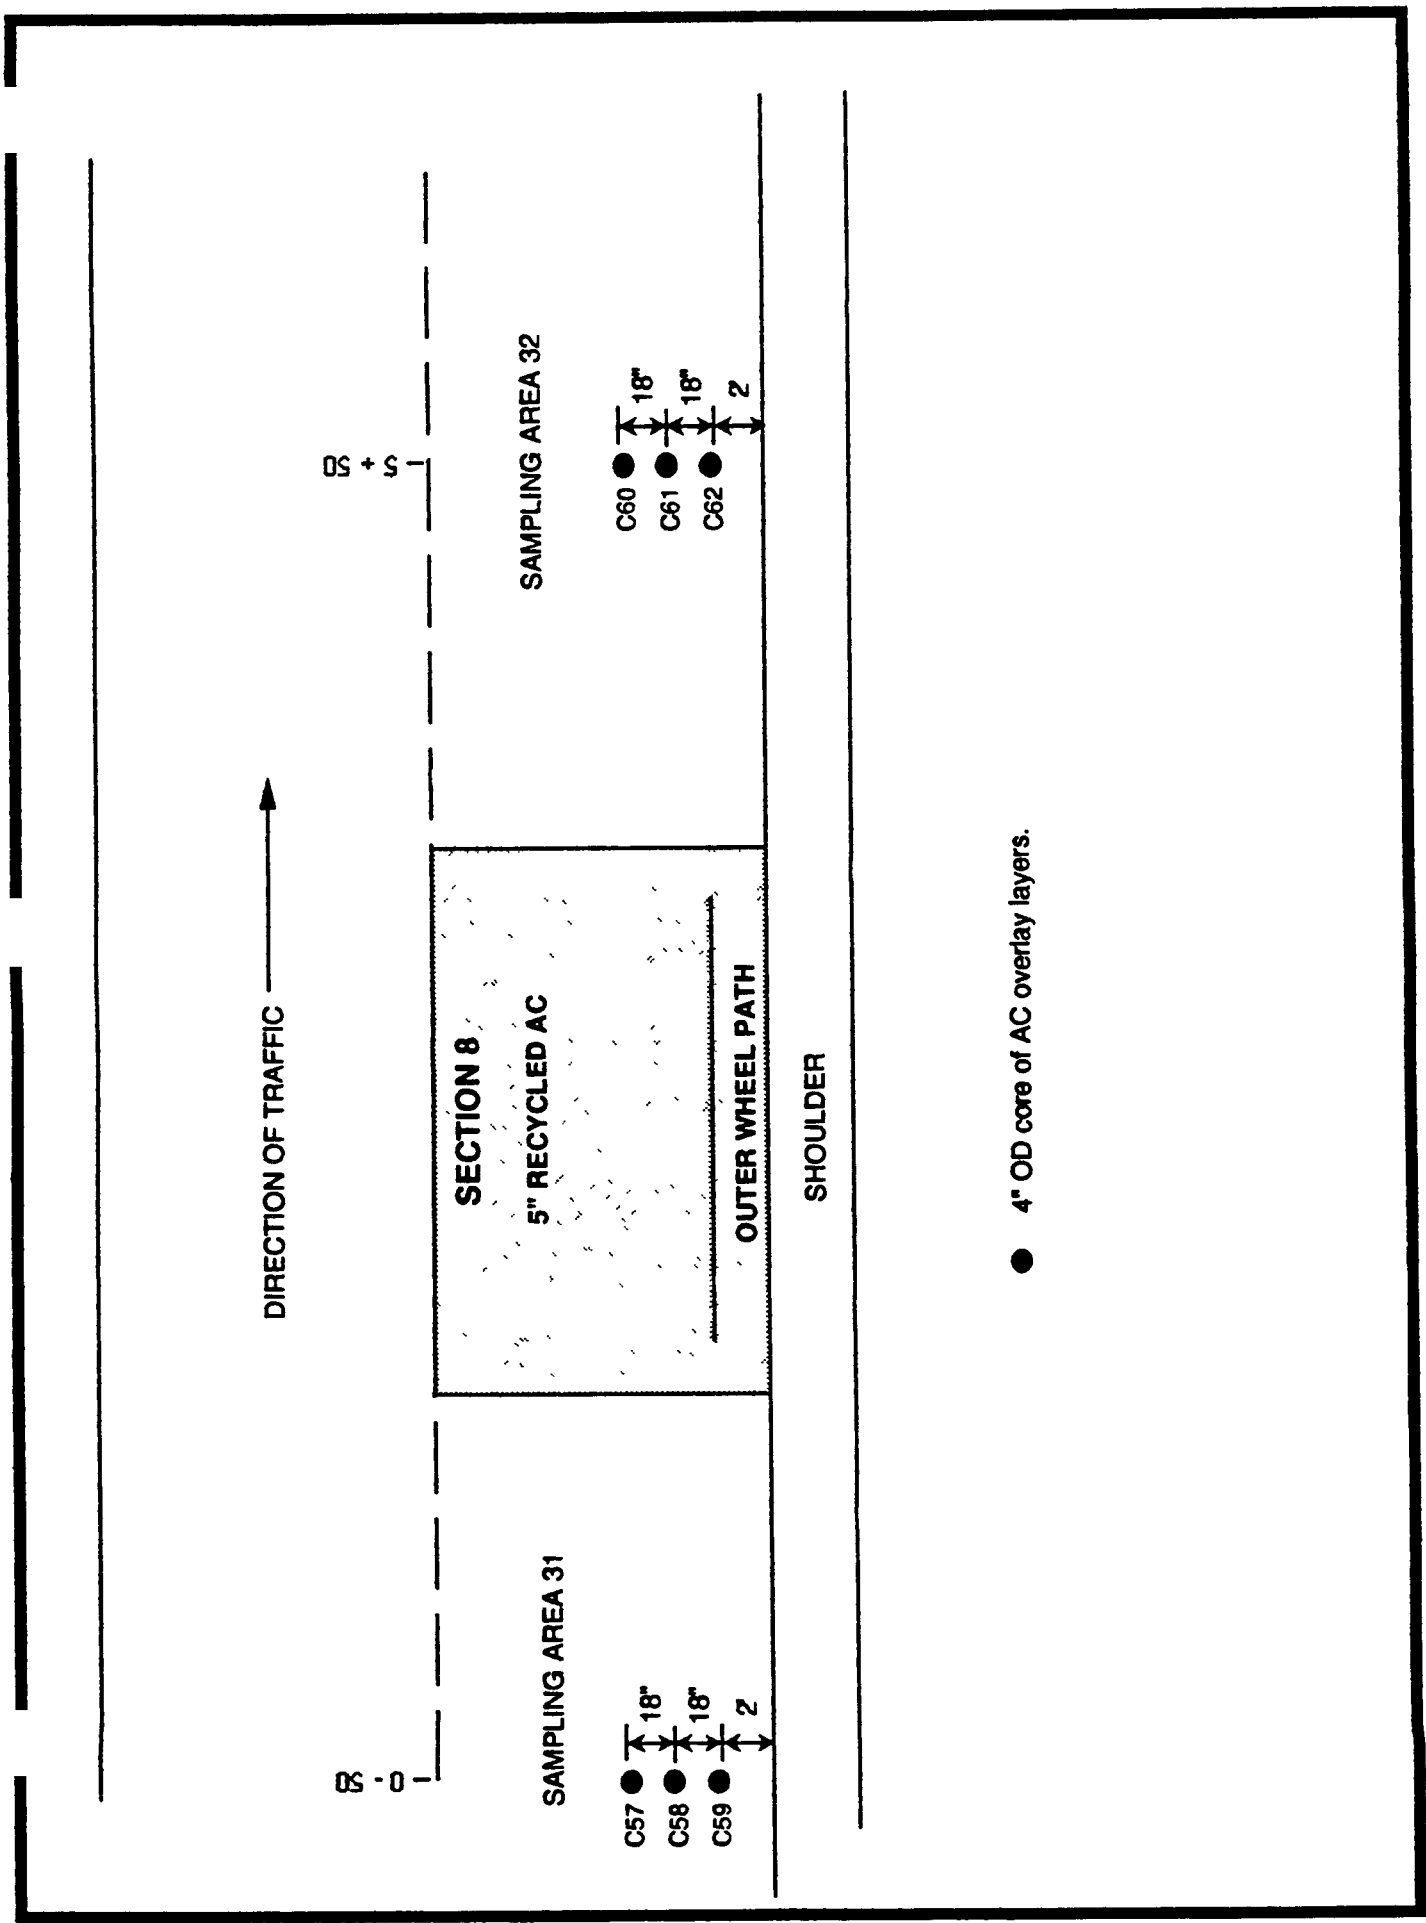 DIRECTION OF TRAFFIC
0 - 50
5 + 50
SECTION 8
5" RECYCLED AC
SAMPLING AREA 31
SAMPLING AREA 32
C57
18"
C58
18"
C59
2'
C60
18"
C61
18"
C62
2'
OUTER WHEEL PATH
SHOULDER
4" OD core of AC overlay layers.